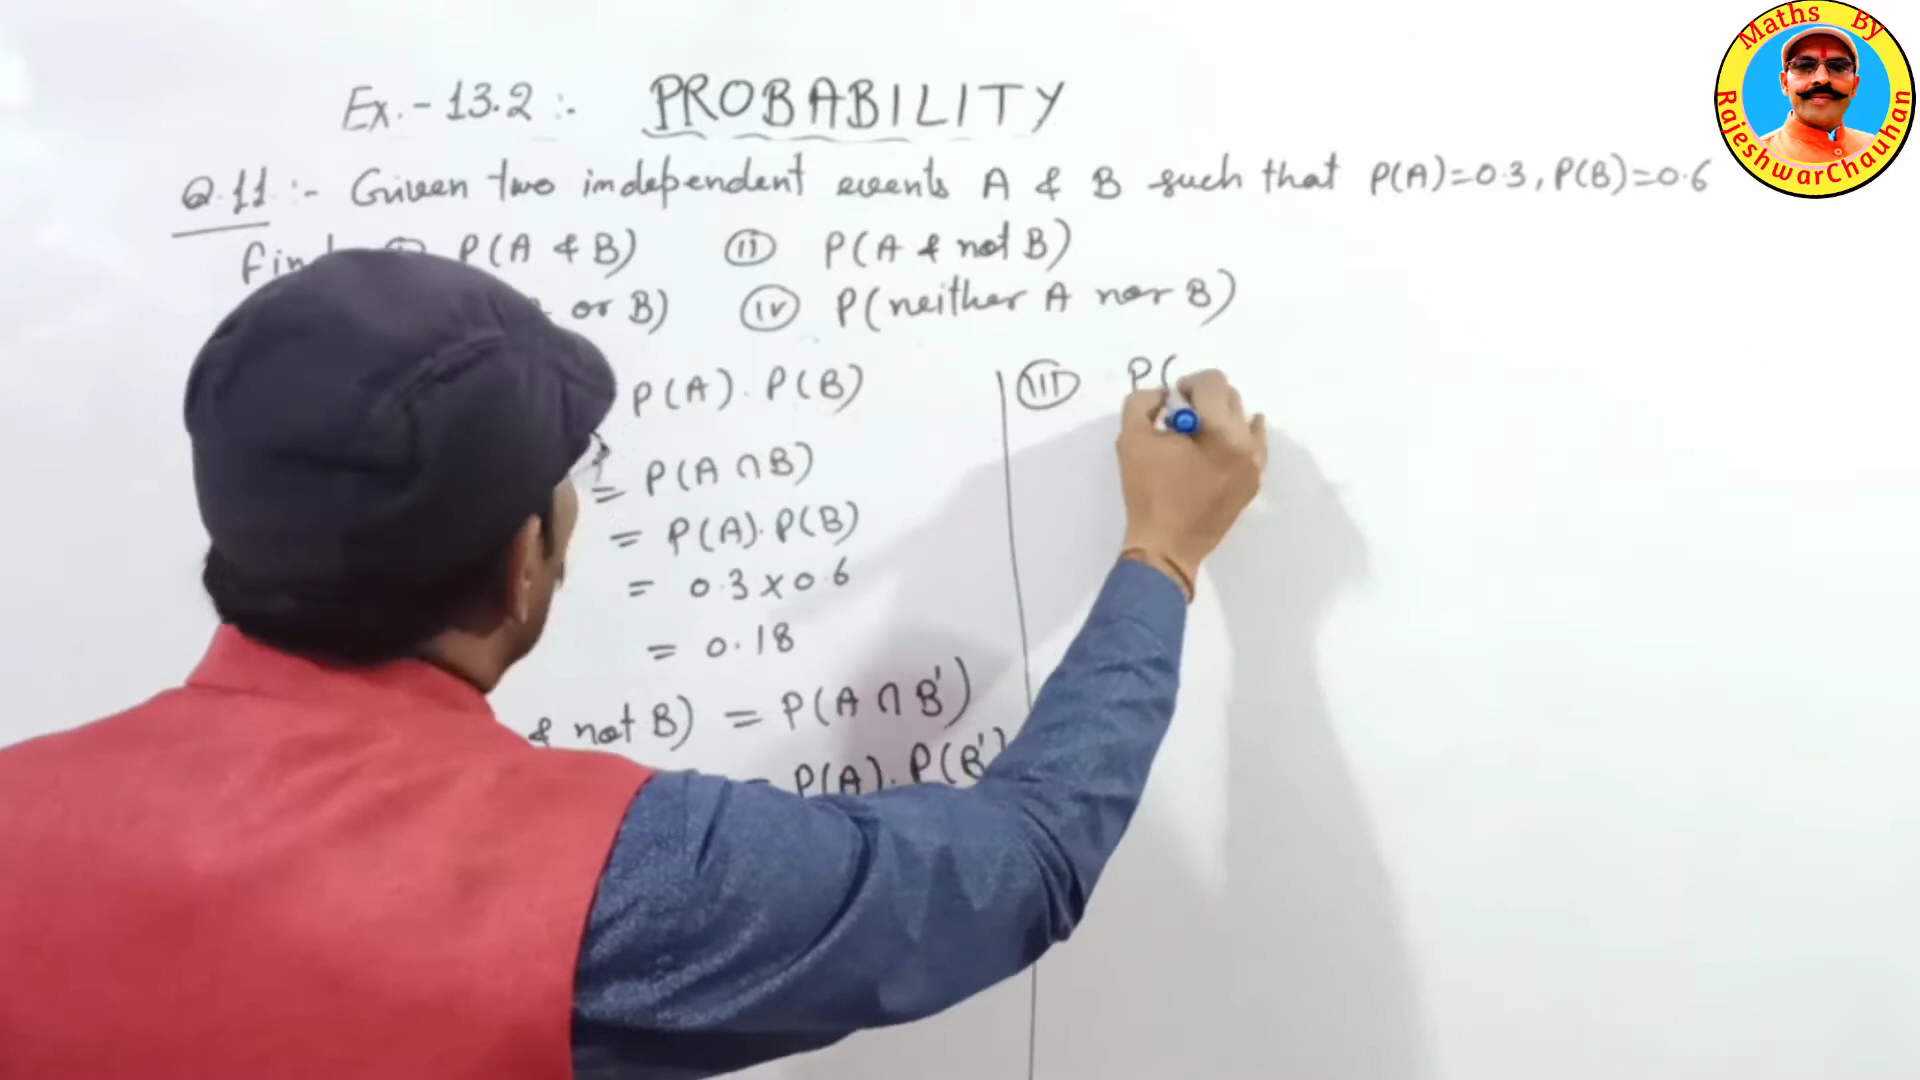 Maths By
RajeshwarChauhan
Ex.-13.2 :- PROBABILITY
Q.11 :- Given two independent events A & B such that P(A)=0.3, P(B)=0.6
P(A & B) (ii) P(A & not B)
or B) (iv) P(neither A nor B)
P(A) . P(B)
= P(A ∩ B)
= P(A). P(B)
= 0.3 x 0.6
= 0.18
& not B) = P(A ∩ B')
= P(A). P(B')
(iii) P(